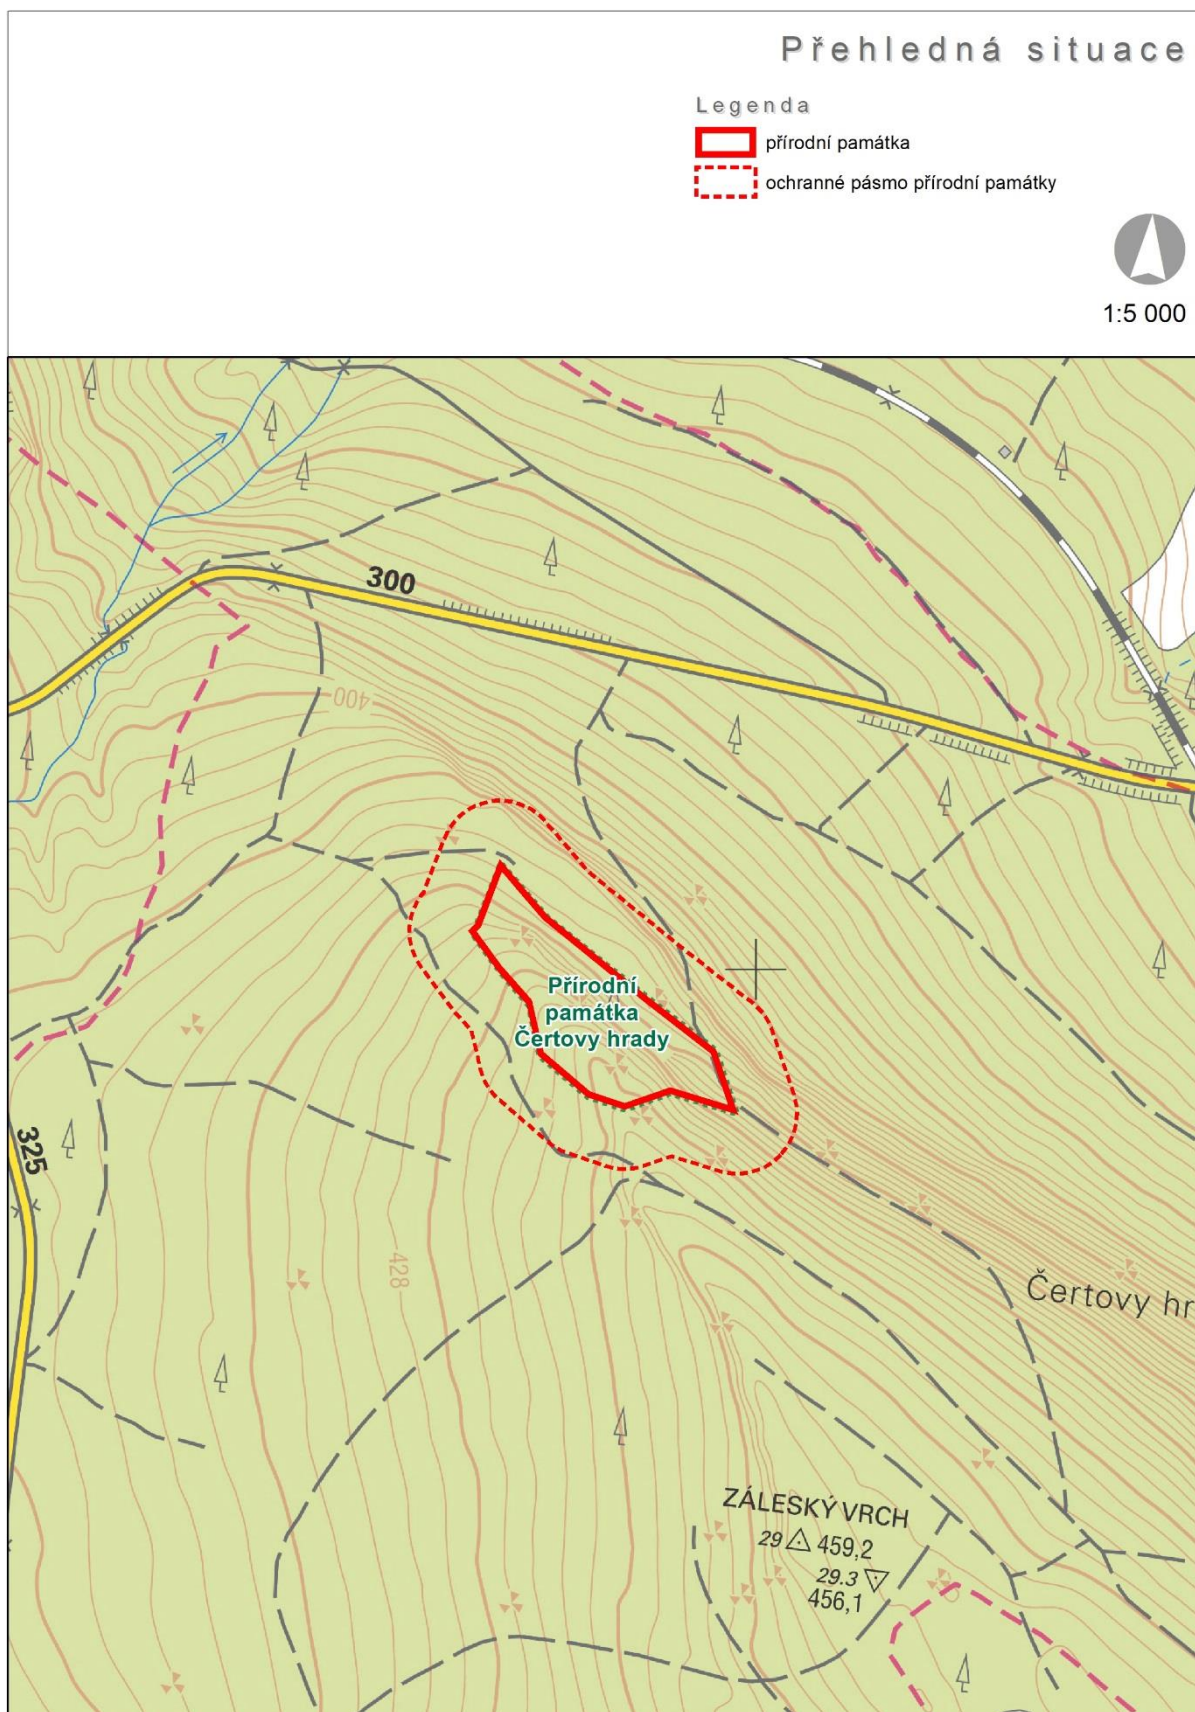 Přehledná situace
Legenda
přírodní památka
ochranné pásmo přírodní památky
1:5 000
300
400
Přírodní
památka
Čertovy hrady
325
428
Čertovy hr
ZÁLESKÝ VRCH
29 459,2
29.3
456,1